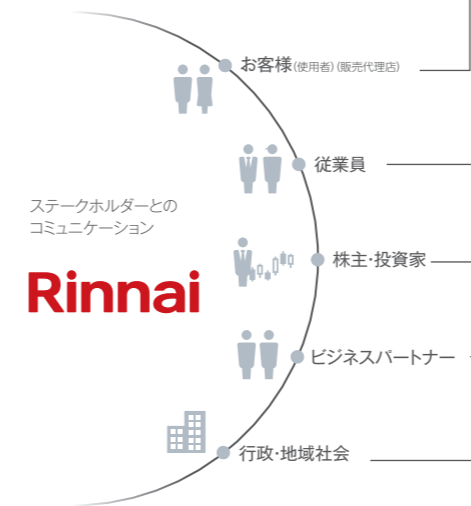 お客様(使用者)(販売代理店)
従業員
ステークホルダーとの
コミュニケーション
株主・投資家
Rinnai
ビジネスパートナー
行政・地域社会